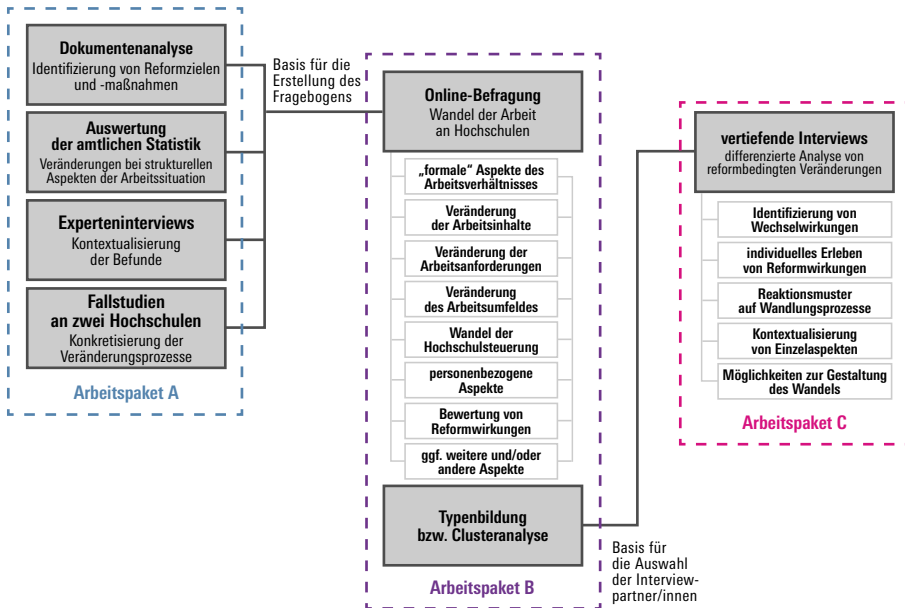 Dokumentenanalyse
Identifizierung von Reformzielen
und -maßnahmen
Auswertung
der amtlichen Statistik
Veränderungen bei strukturellen
Aspekten der Arbeitssituation
Experteninterviews
Kontextualisierung
der Befunde
Fallstudien
an zwei Hochschulen
Konkretisierung der
Veränderungsprozesse
Arbeitspaket A
Basis für die
Erstellung des
Fragebogens
Online-Befragung
Wandel der Arbeit
an Hochschulen
„formale“ Aspekte des
Arbeitsverhältnisses
Veränderung
der Arbeitsinhalte
Veränderung der
Arbeitsanforderungen
Veränderung
des Arbeitsumfeldes
Wandel der
Hochschulsteuerung
personenbezogene
Aspekte
Bewertung von
Reformwirkungen
ggf. weitere und/oder
andere Aspekte
Typenbildung
bzw. Clusteranalyse
Arbeitspaket B
Basis für
die Auswahl
der Interview-
partner/innen
vertiefende Interviews
differenzierte Analyse von
reformbedingten Veränderungen
Identifizierung von
Wechselwirkungen
individuelles Erleben
von Reformwirkungen
Reaktionsmuster
auf Wandlungsprozesse
Kontextualisierung
von Einzelaspekten
Möglichkeiten zur Gestaltung
des Wandels
Arbeitspaket C